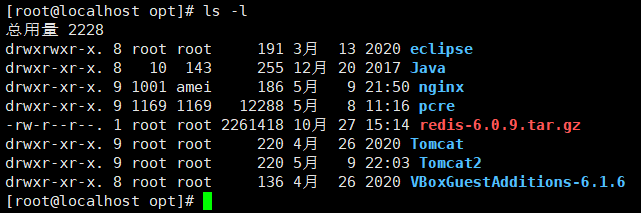 [root@localhost opt]# ls -l
总用量 2228
drwxrwxr-x. 8 root root     191 3月  13 2020 eclipse
drwxr-xr-x. 8   10  143     255 12月 20 2017 Java
drwxr-xr-x. 9 1001 amei     186 5月   9 21:50 nginx
drwxr-xr-x. 9 1169 1169   12288 5月   8 11:16 pcre
-rw-r--r--. 1 root root 2261418 10月 27 15:14 redis-6.0.9.tar.gz
drwxr-xr-x. 9 root root     220 4月  26 2020 Tomcat
drwxr-xr-x. 9 root root     220 5月   9 22:03 Tomcat2
drwxr-xr-x. 8 root root     136 4月  26 2020 VBoxGuestAdditions-6.1.6
[root@localhost opt]#